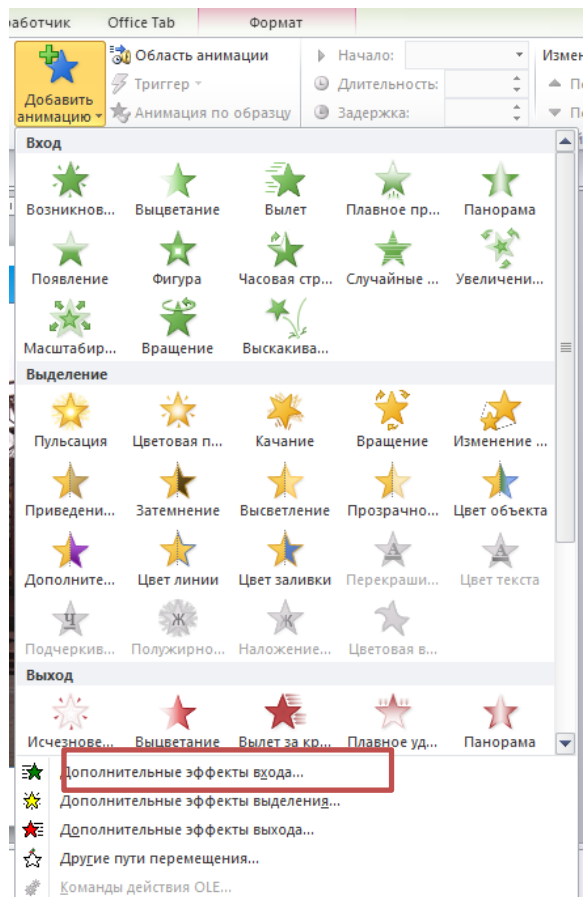 аботчик Office Tab Формат
Добавить анимацию
Область анимации
Триггер
Анимация по образцу
Начало:
Длительность:
Задержка:
Измен
Вход
Возникнов... Выцветание Вылет Плавное пр... Панорама
Появление Фигура Часовая стр... Случайные ... Увеличени...
Масштабир... Вращение Выскакива...
Выделение
Пульсация Цветовая п... Качание Вращение Изменение ...
Приведени... Затемнение Высветление Прозрачно... Цвет объекта
Дополните... Цвет линии Цвет заливки Перекраши... Цвет текста
Подчеркив... Полужирно... Наложение... Цветовая в...
Выход
Исчезнове... Выцветание Вылет за кр... Плавное уд... Панорама
Дополнительные эффекты входа...
Дополнительные эффекты выделения...
Дополнительные эффекты выхода...
Другие пути перемещения...
Команды действия OLE...